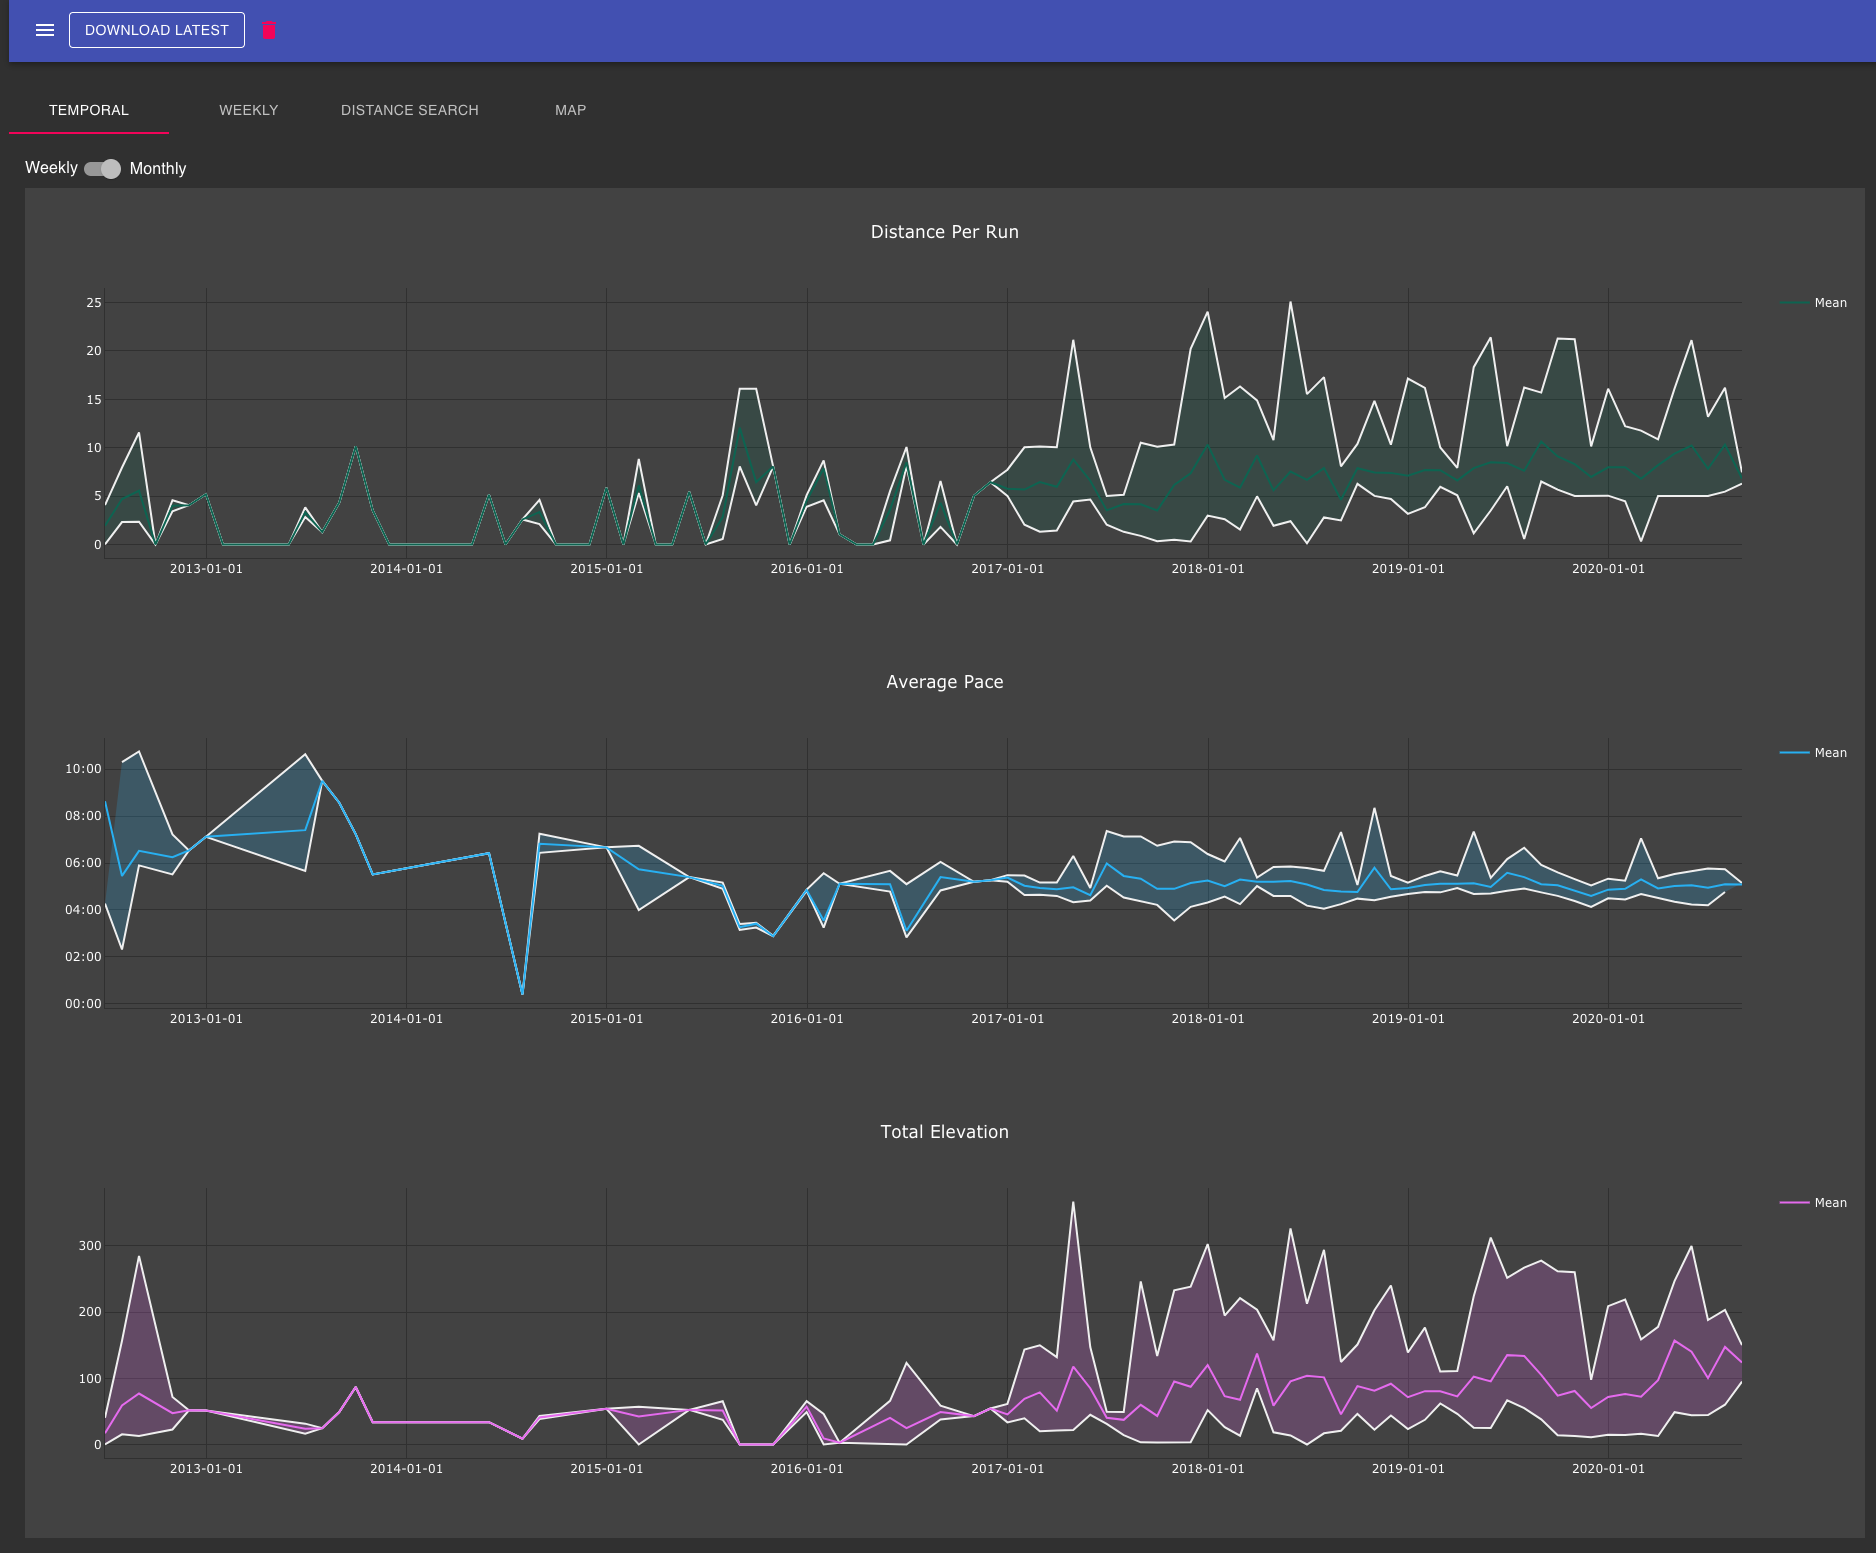 DOWNLOAD LATEST
TEMPORAL WEEKLY DISTANCE SEARCH MAP
Weekly Monthly
Distance Per Run
25
20
15
10
5
0
2013-01-01 2014-01-01 2015-01-01 2016-01-01 2017-01-01 2018-01-01 2019-01-01 2020-01-01
Mean
Average Pace
10:00
08:00
06:00
04:00
02:00
00:00
2013-01-01 2014-01-01 2015-01-01 2016-01-01 2017-01-01 2018-01-01 2019-01-01 2020-01-01
Mean
Total Elevation
300
200
100
0
2013-01-01 2014-01-01 2015-01-01 2016-01-01 2017-01-01 2018-01-01 2019-01-01 2020-01-01
Mean